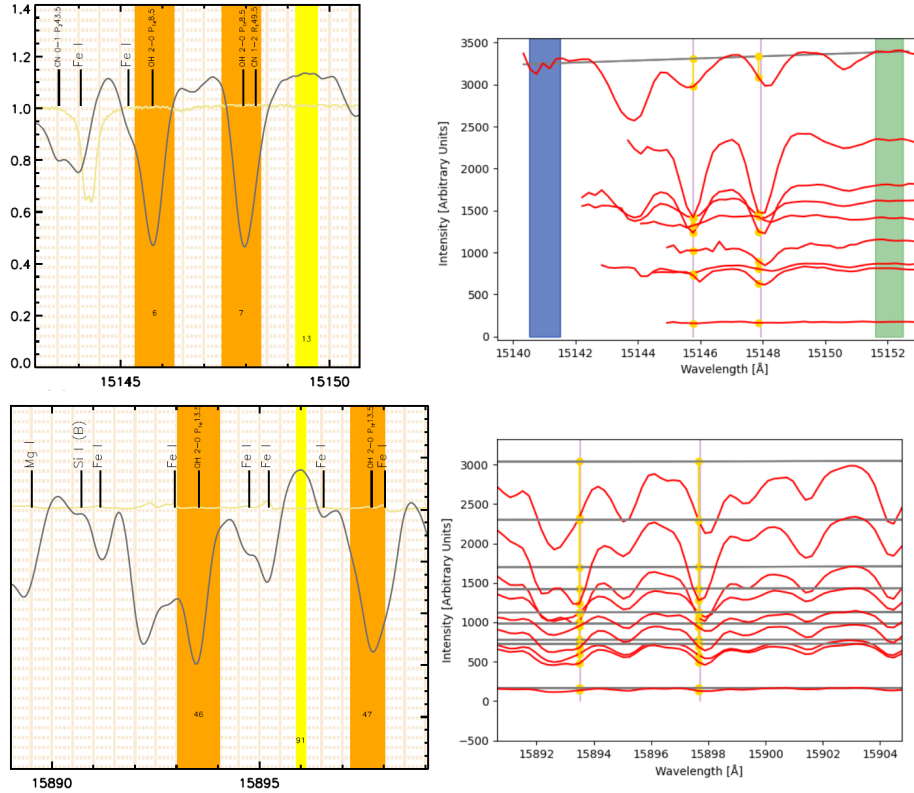 1.4
1.2
1.0
0.8
0.6
0.4
0.2
0.0
CN 0-1 P₂43.5
Fe I
Fe I
OH 2-0 P₁ₑ8.5
OH 2-0 P₁f8.5
CN 1-2 R₁49.5
6
7
13
15145
15150
Intensity [Arbitrary Units]
3500
3000
2500
2000
1500
1000
500
0
15140
15142
15144
15146
15148
15150
15152
Wavelength [Å]
Mg I
Si I (B)
Fe I
Fe I
OH 2-0 P₁ₑ13.5
Fe I
Fe I
Fe I
OH 2-0 P₁f13.5
Fe I
46
91
47
15890
15895
Intensity [Arbitrary Units]
3000
2500
2000
1500
1000
500
0
−500
15892
15894
15896
15898
15900
15902
15904
Wavelength [Å]